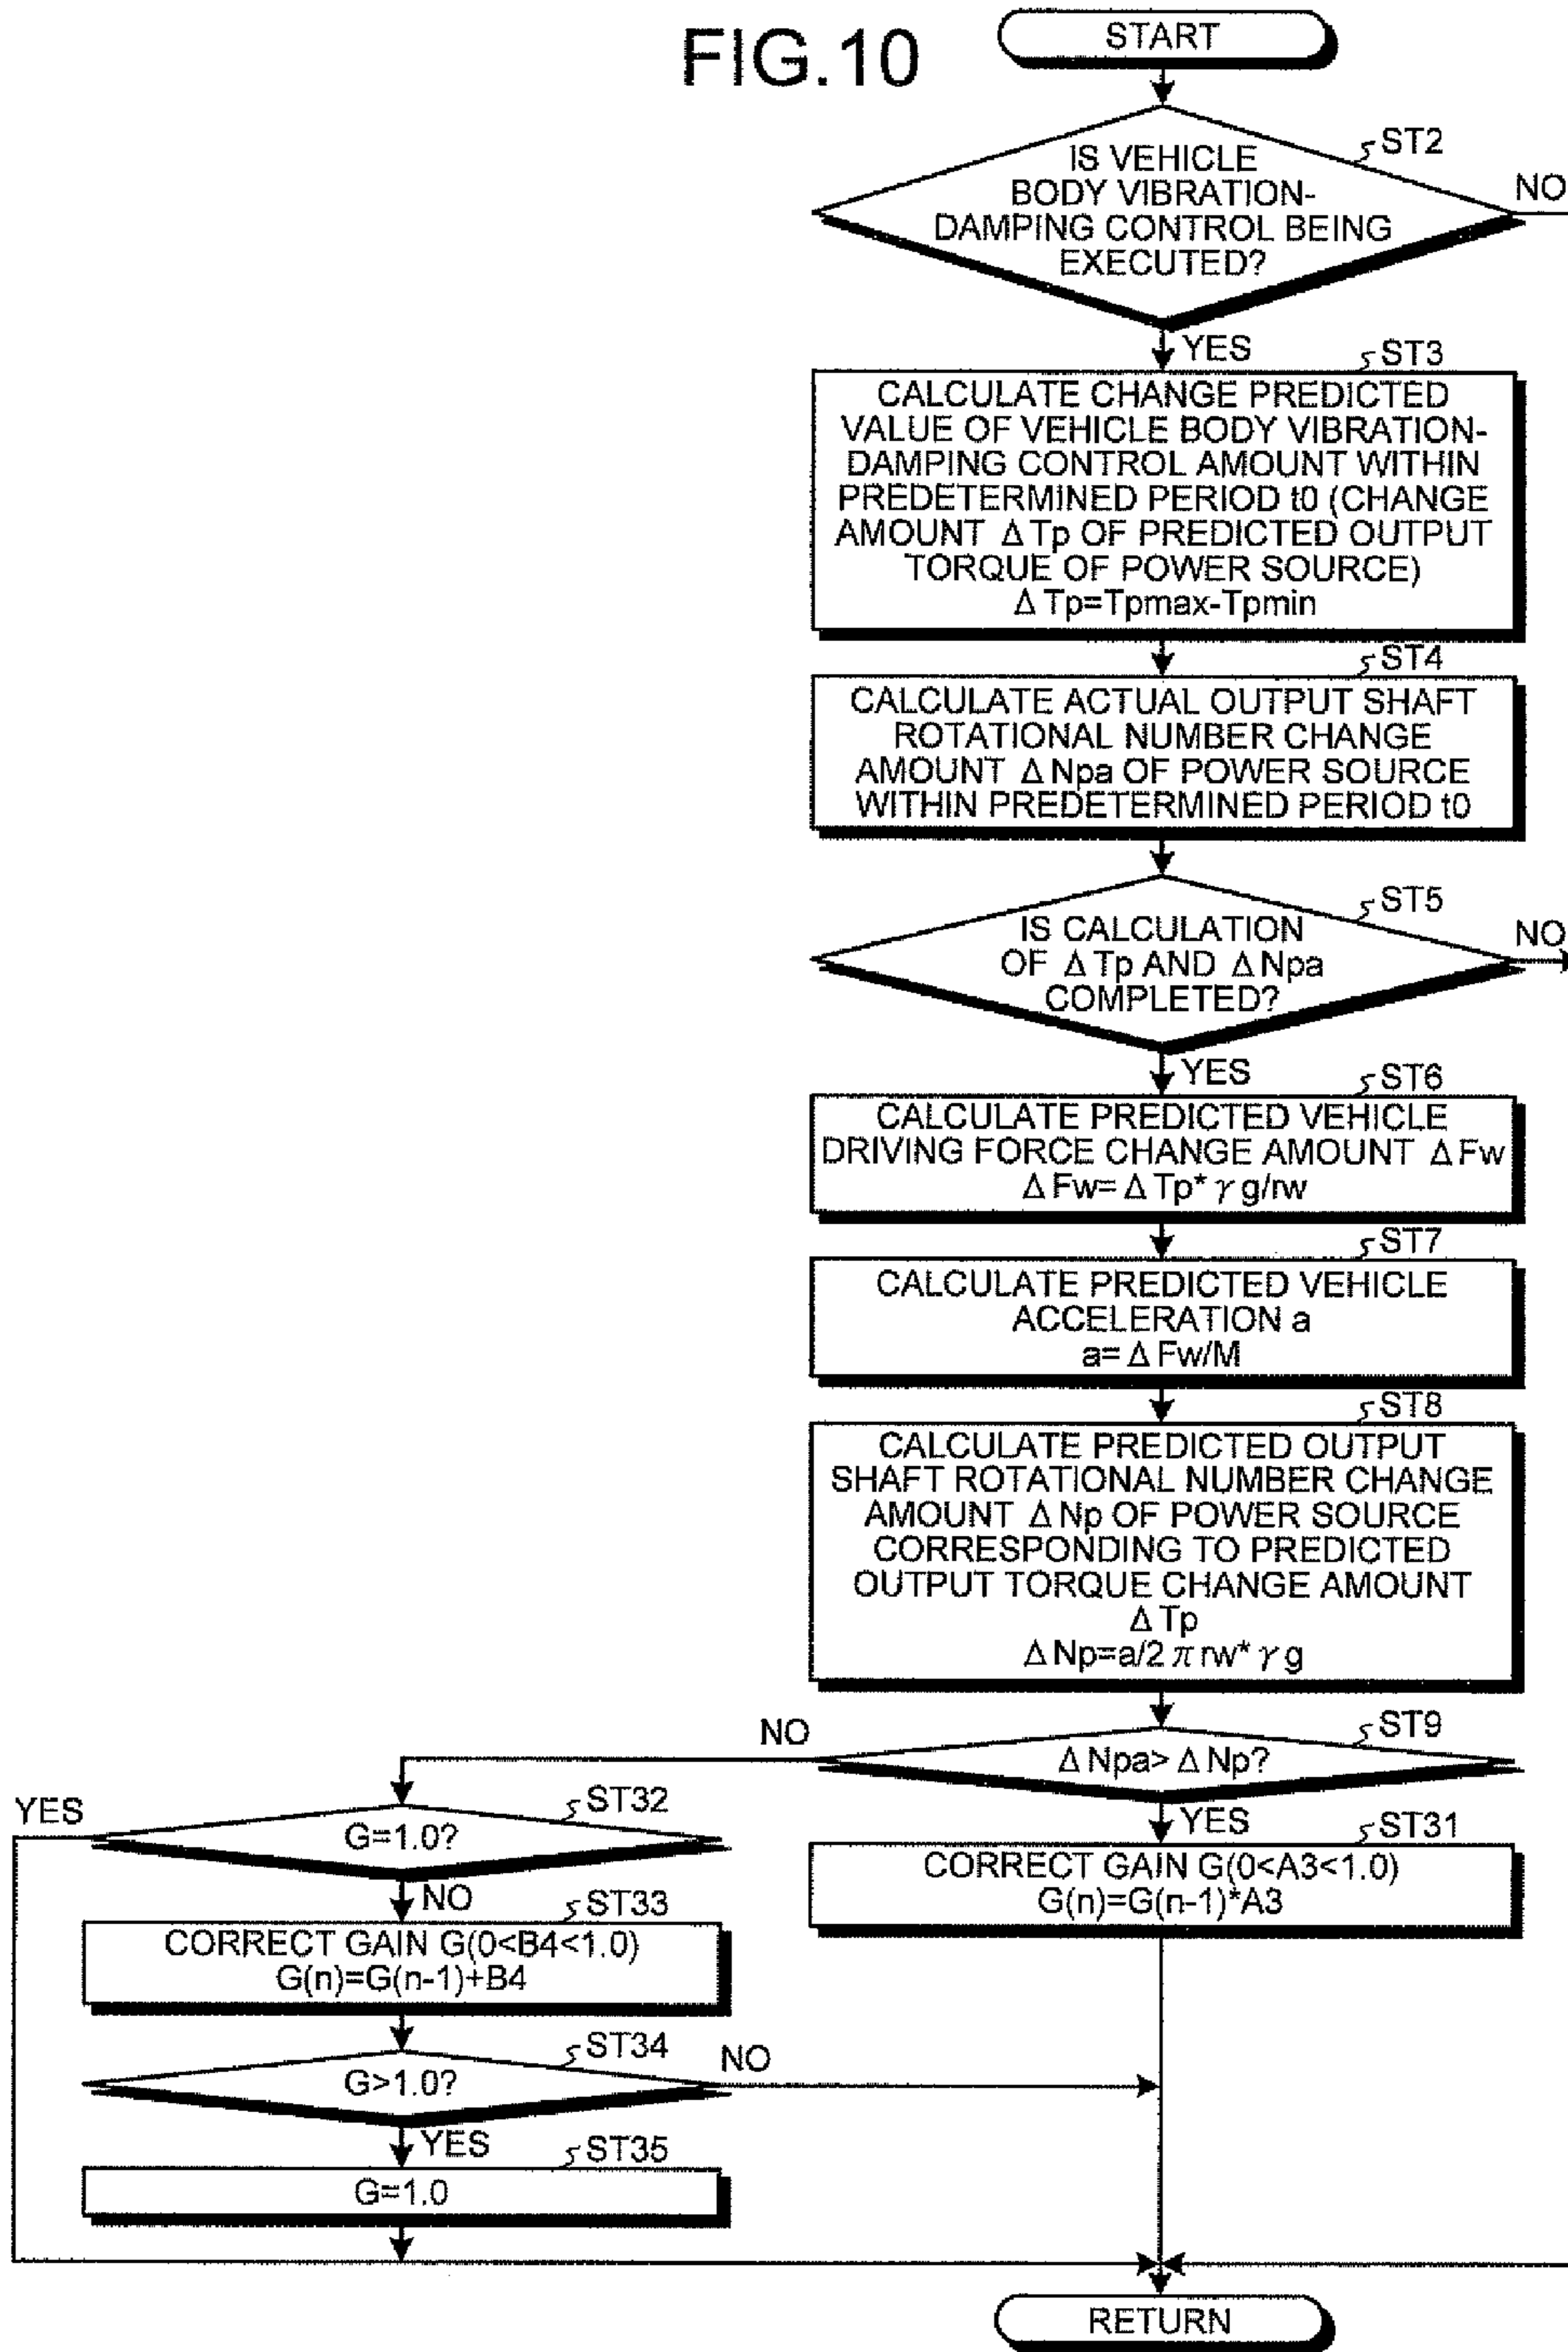 FIG.10
START
ST2
IS VEHICLE
BODY VIBRATION-
DAMPING CONTROL BEING
EXECUTED?
NO
YES
ST3
CALCULATE CHANGE PREDICTED
VALUE OF VEHICLE BODY VIBRATION-
DAMPING CONTROL AMOUNT WITHIN
PREDETERMINED PERIOD t0 (CHANGE
AMOUNT ΔTp OF PREDICTED OUTPUT
TORQUE OF POWER SOURCE)
ΔTp=Tpmax-Tpmin
ST4
CALCULATE ACTUAL OUTPUT SHAFT
ROTATIONAL NUMBER CHANGE
AMOUNT ΔNpa OF POWER SOURCE
WITHIN PREDETERMINED PERIOD t0
ST5
IS CALCULATION
OF ΔTp AND ΔNpa
COMPLETED?
NO
YES
ST6
CALCULATE PREDICTED VEHICLE
DRIVING FORCE CHANGE AMOUNT ΔFw
ΔFw=ΔTp*γg/rw
ST7
CALCULATE PREDICTED VEHICLE
ACCELERATION a
a=ΔFw/M
ST8
CALCULATE PREDICTED OUTPUT
SHAFT ROTATIONAL NUMBER CHANGE
AMOUNT ΔNp OF POWER SOURCE
CORRESPONDING TO PREDICTED
OUTPUT TORQUE CHANGE AMOUNT
ΔTp
ΔNp=a/2πrw*γg
ST9
ΔNpa>ΔNp?
NO
YES
ST31
CORRECT GAIN G(0<A3<1.0)
G(n)=G(n-1)*A3
ST32
G=1.0?
YES
NO
ST33
CORRECT GAIN G(0<B4<1.0)
G(n)=G(n-1)+B4
ST34
G>1.0?
NO
YES
ST35
G=1.0
RETURN